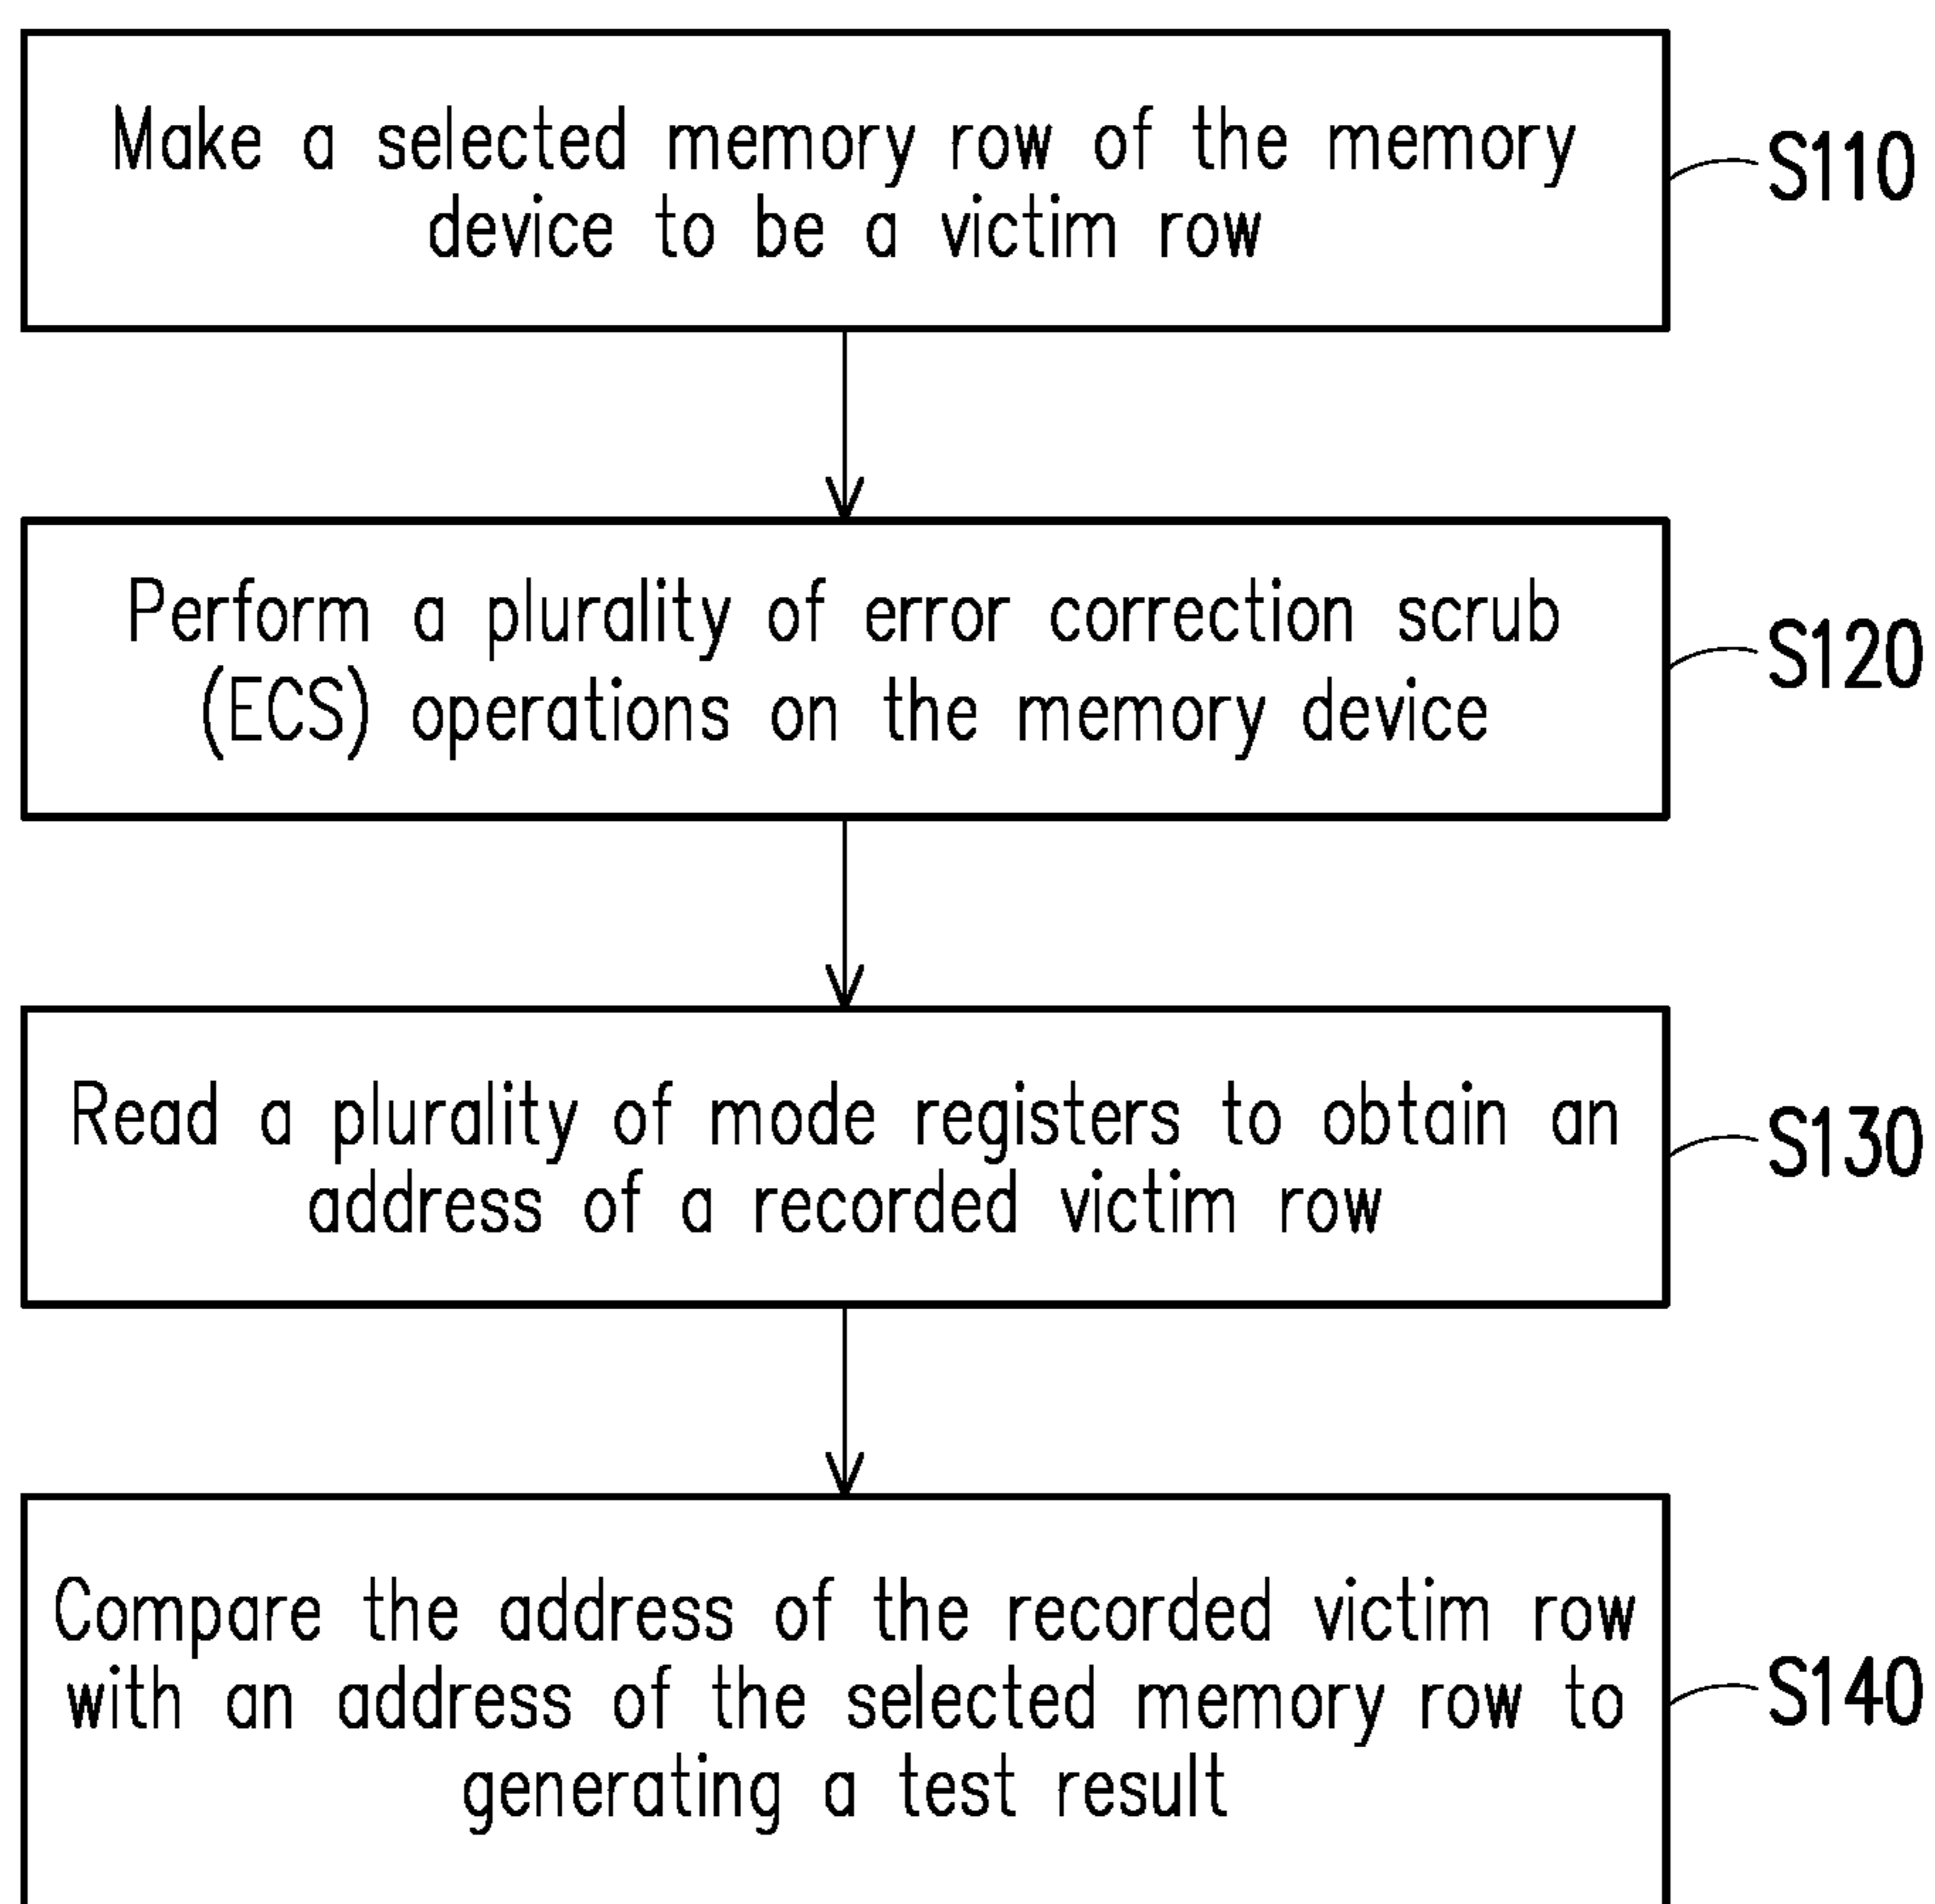 Make a selected memory row of the memory
device to be a victim row
S110
Perform a plurality of error correction scrub
(ECS) operations on the memory device
S120
Read a plurality of mode registers to obtain an
address of a recorded victim row
S130
Compare the address of the recorded victim row
with an address of the selected memory row to
generating a test result
S140